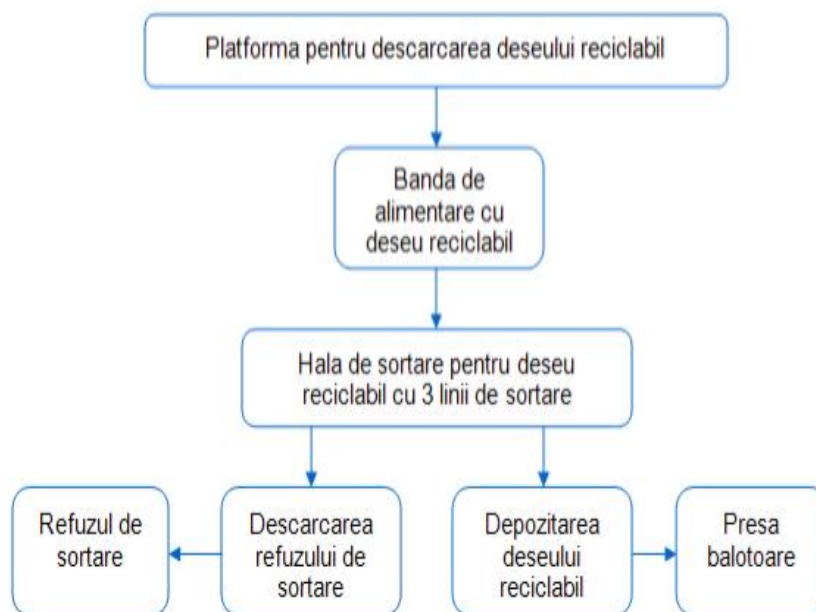 Platforma pentru descarcarea deseului reciclabil
Banda de
alimentare cu
deseu reciclabil
Hala de sortare pentru deseu
reciclabil cu 3 linii de sortare
Refuzul de
sortare
Descarcarea
refuzului de
sortare
Depozitarea
deseului
reciclabil
Presa
balotoare